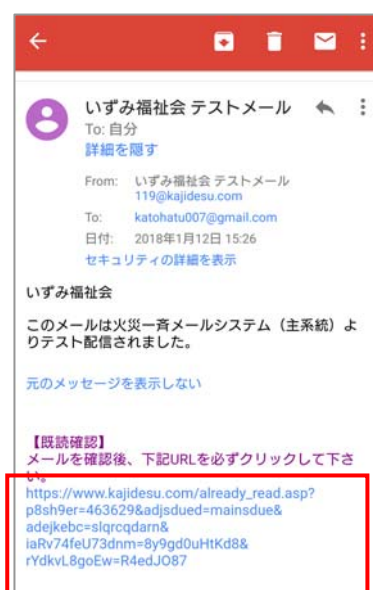 いずみ福祉会 テストメール
To: 自分
詳細を隠す
From: いずみ福祉会 テストメール
119@kajidesu.com
To: katohatu007@gmail.com
日付: 2018年1月12日 15:26
セキュリティの詳細を表示
いずみ福祉会
このメールは火災一斉メールシステム（主系統）よ
りテスト配信されました。
元のメッセージを表示しない
【既読確認】
メールを確認後、下記URLを必ずクリックして下さ
い。
https://www.kajidesu.com/already_read.asp?
p8sh9er=463629&adjsdued=mainsdue&
adejkebc=slqrcqdarn&
iaRv74feU73dnm=8y9gd0uHtKd8&
rYdkvL8goEw=R4edJO87